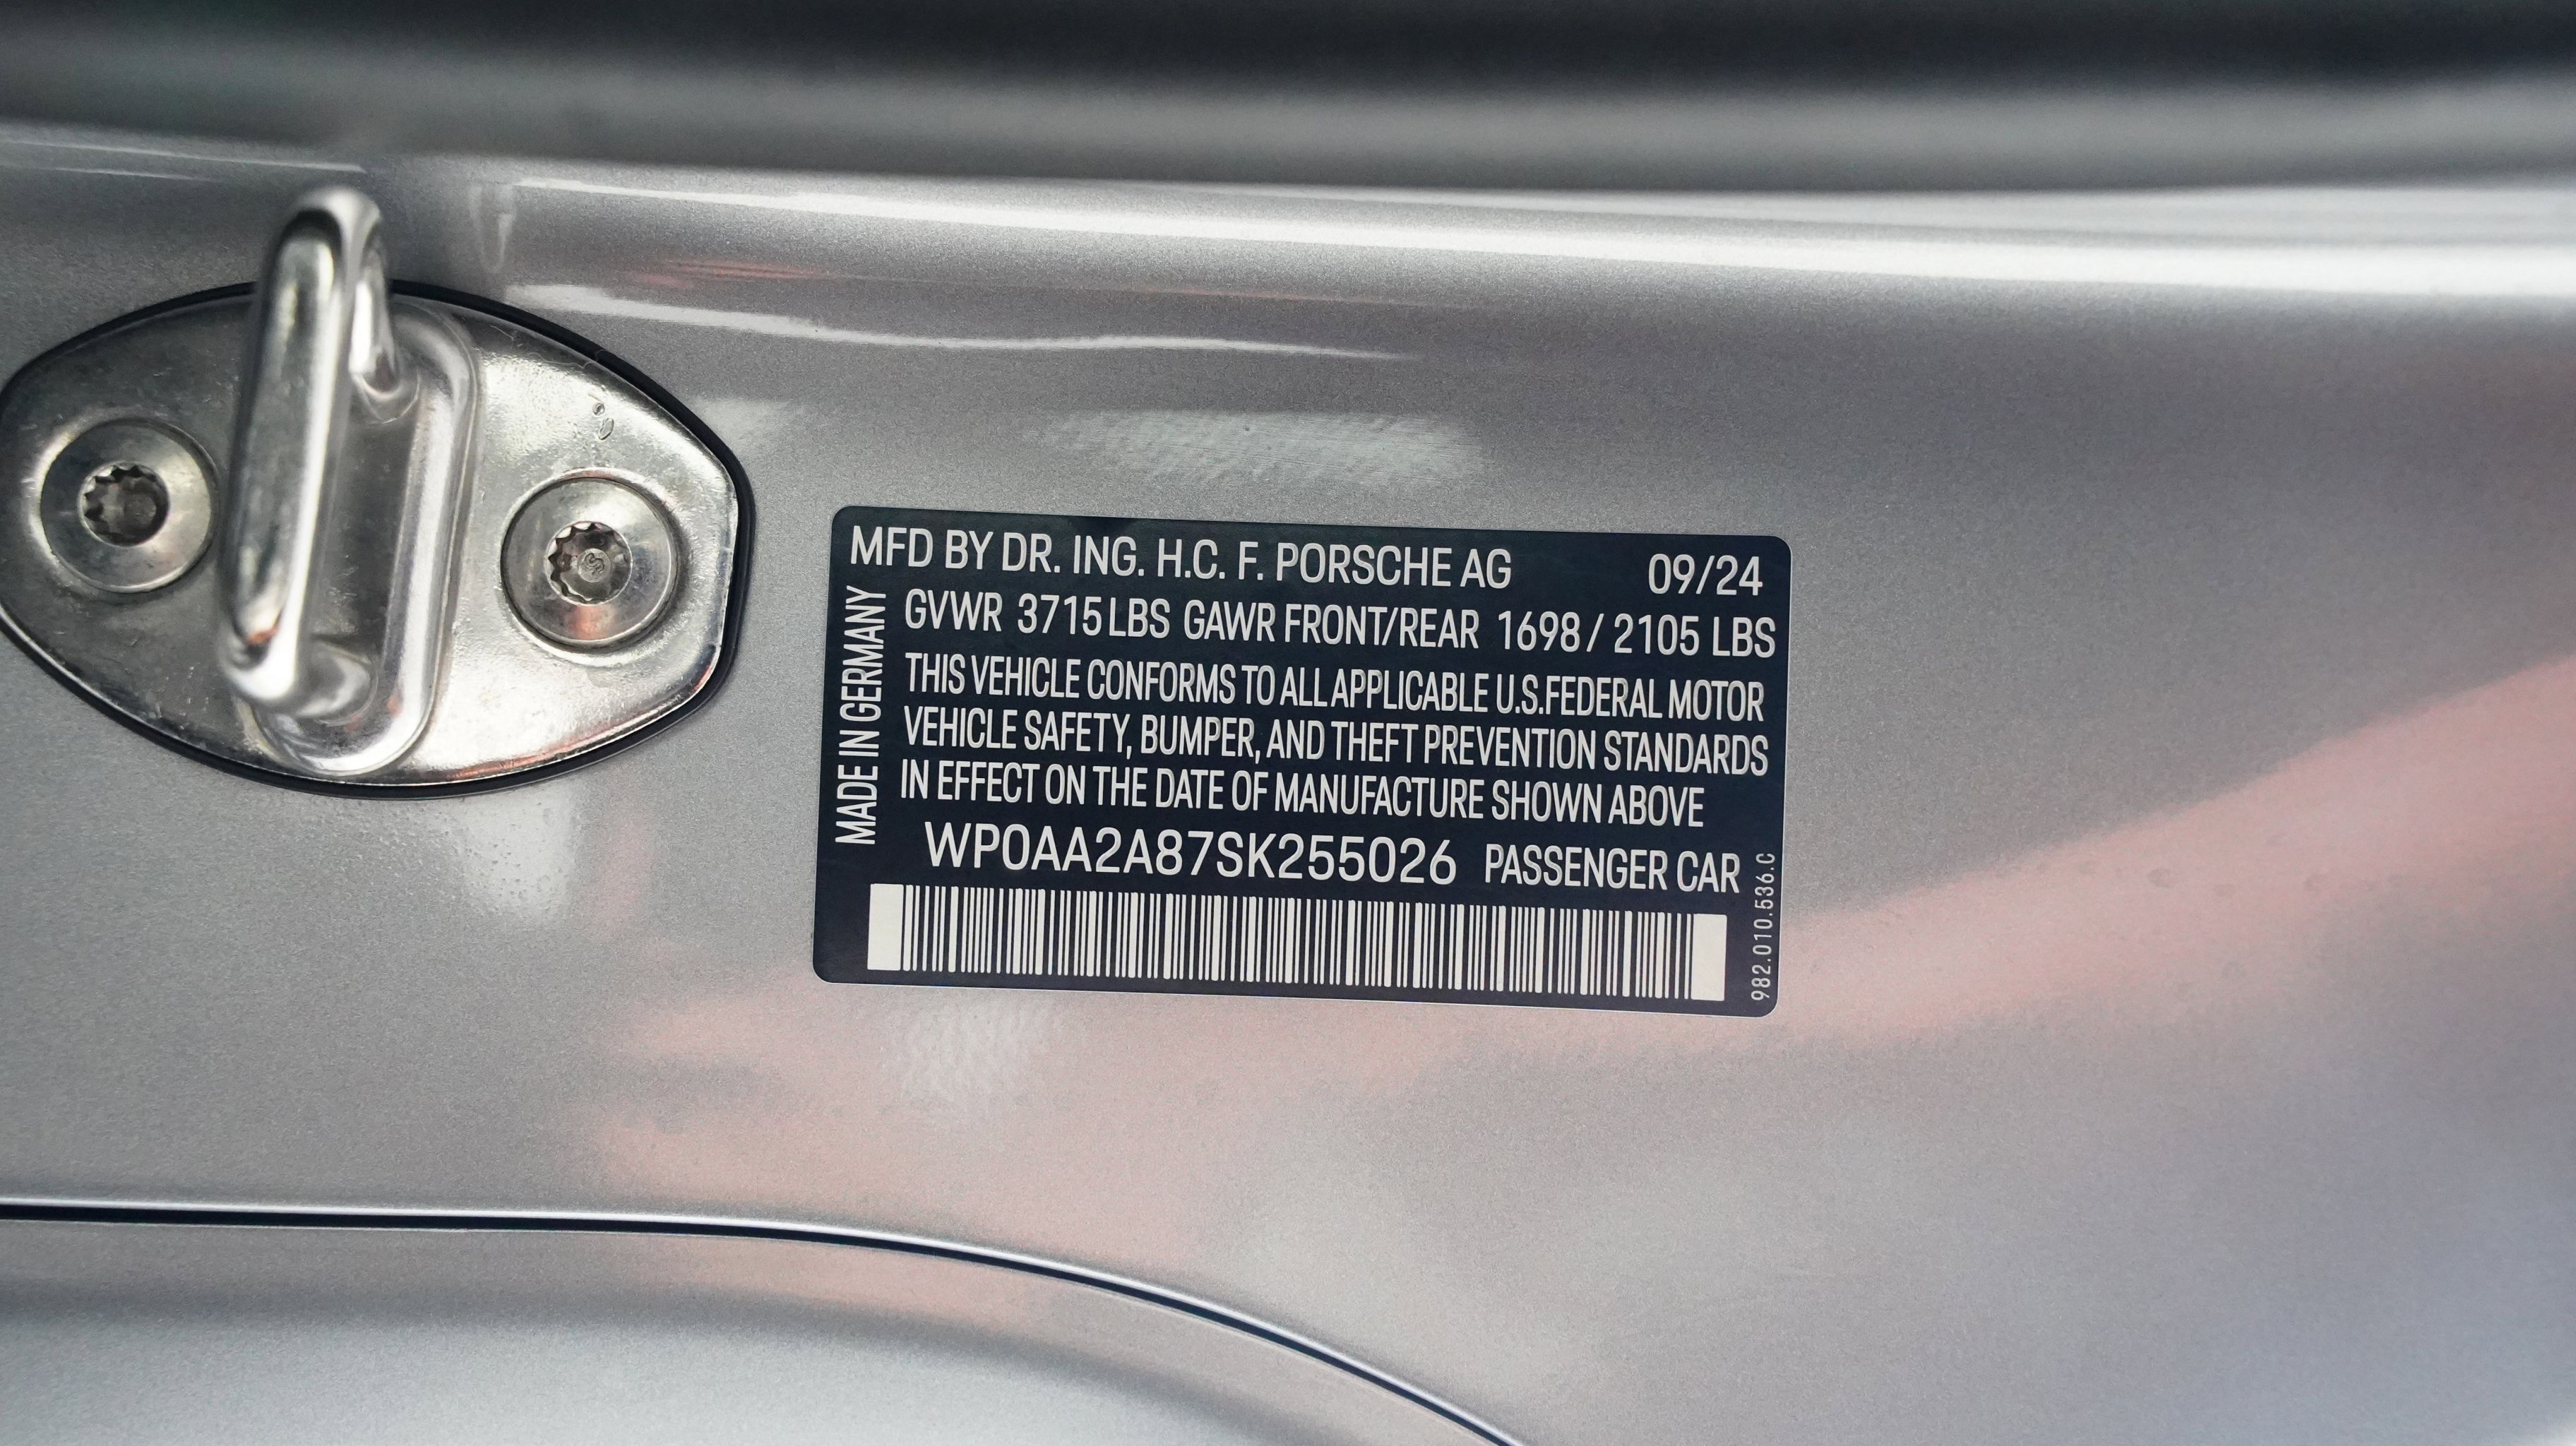 MFD BY DR. ING. H.C. F. PORSCHE AG 09/24
GVWR 3715 LBS GAWR FRONT/REAR 1698 / 2105 LBS
THIS VEHICLE CONFORMS TO ALL APPLICABLE U.S.FEDERAL MOTOR
VEHICLE SAFETY, BUMPER, AND THEFT PREVENTION STANDARDS
IN EFFECT ON THE DATE OF MANUFACTURE SHOWN ABOVE
WP0AA2A87SK255026 PASSENGER CAR
MADE IN GERMANY
982.010.536.C